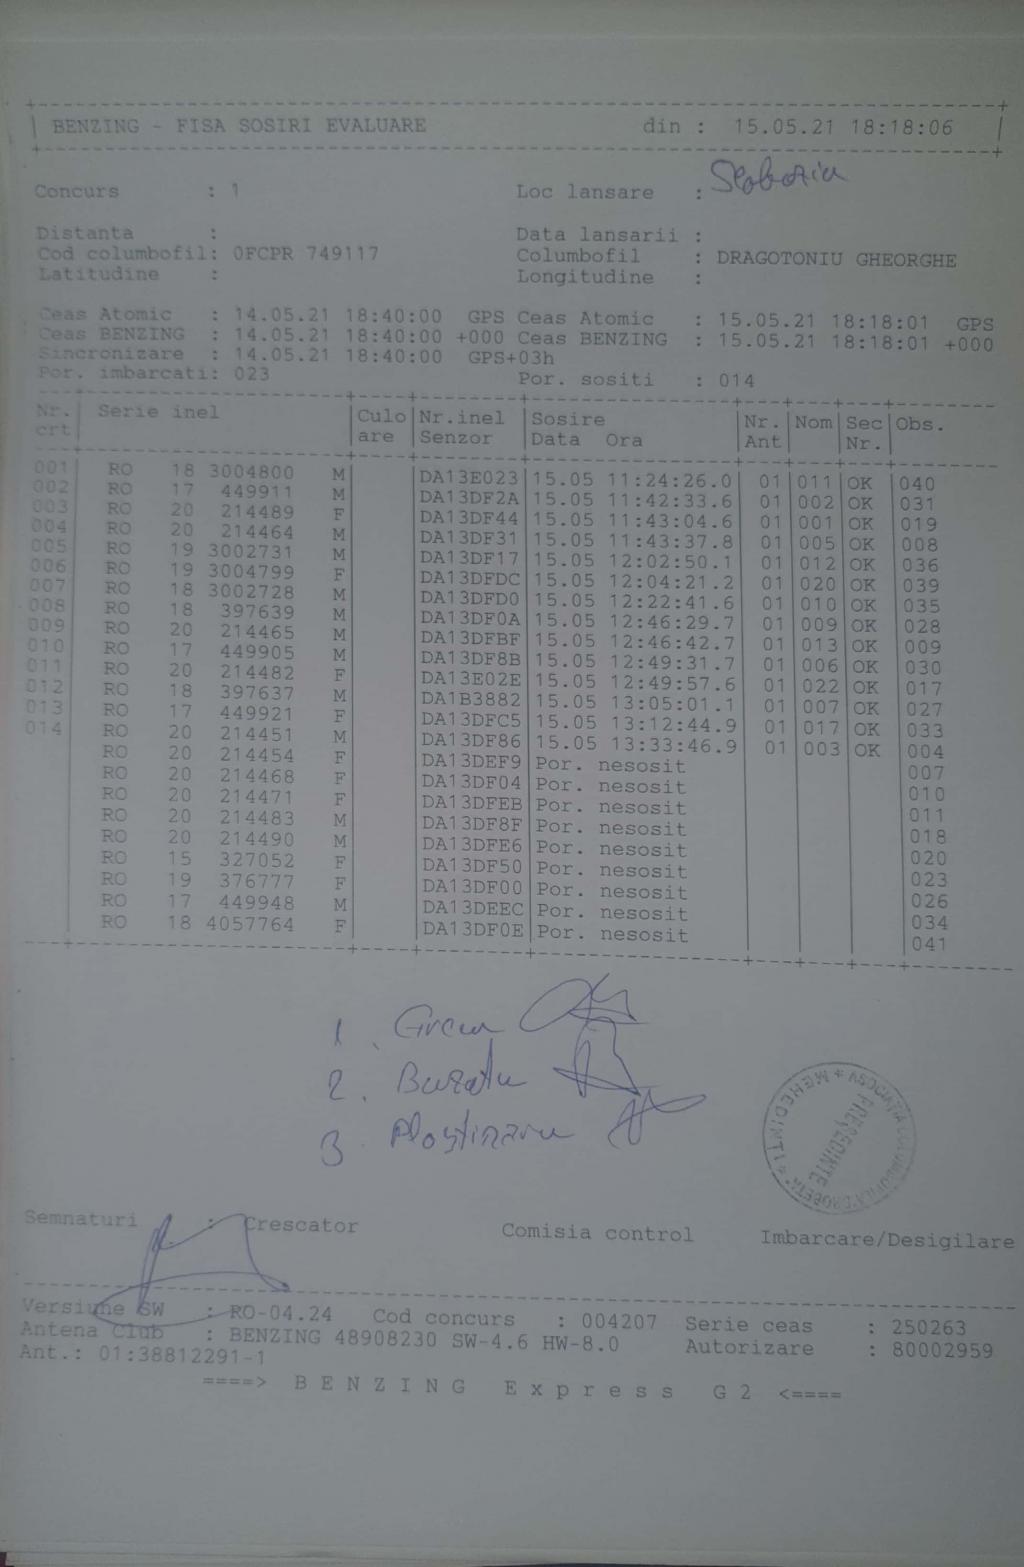 BENZING - FISA SOSIRI EVALUARE din : 15.05.21 18:18:06
Concurs : 1 Loc lansare : Slobozia
Distanta : Data lansarii :
Cod columbofil: 0FCPR 749117 Columbofil : DRAGOTONIU GHEORGHE
Latitudine : Longitudine :
Ceas Atomic : 14.05.21 18:40:00 GPS Ceas Atomic : 15.05.21 18:18:01 GPS
Ceas BENZING : 14.05.21 18:40:00 +000 Ceas BENZING : 15.05.21 18:18:01 +000
Sincronizare : 14.05.21 18:40:00 GPS+03h
Por. imbarcati: 023 Por. sositi : 014
Nr. Serie inel Culo Nr.inel Sosire Nr. Nom Sec Obs.
crt are Senzor Data Ora Ant Nr.
001 RO 18 3004800 M DA13E023 15.05 11:24:26.0 01 011 OK 040
002 RO 17 449911 M DA13DF2A 15.05 11:42:33.6 01 002 OK 031
003 RO 20 214489 F DA13DF44 15.05 11:43:04.6 01 001 OK 019
004 RO 20 214464 M DA13DF31 15.05 11:43:37.8 01 005 OK 008
005 RO 19 3002731 M DA13DF17 15.05 12:02:50.1 01 012 OK 036
006 RO 19 3004799 F DA13DFDC 15.05 12:04:21.2 01 020 OK 039
007 RO 18 3002728 M DA13DFD0 15.05 12:22:41.6 01 010 OK 035
008 RO 18 397639 M DA13DF0A 15.05 12:46:29.7 01 009 OK 028
009 RO 20 214465 M DA13DFBF 15.05 12:46:42.7 01 013 OK 009
010 RO 17 449905 M DA13DF8B 15.05 12:49:31.7 01 006 OK 030
011 RO 20 214482 F DA13E02E 15.05 12:49:57.6 01 022 OK 017
012 RO 18 397637 M DA1B3882 15.05 13:05:01.1 01 007 OK 027
013 RO 17 449921 F DA13DFC5 15.05 13:12:44.9 01 017 OK 033
014 RO 20 214451 M DA13DF86 15.05 13:33:46.9 01 003 OK 004
RO 20 214454 F DA13DEF9 Por. nesosit 007
RO 20 214468 F DA13DF04 Por. nesosit 010
RO 20 214471 F DA13DFEB Por. nesosit 011
RO 20 214483 M DA13DF8F Por. nesosit 018
RO 20 214490 M DA13DFE6 Por. nesosit 020
RO 15 327052 F DA13DF50 Por. nesosit 023
RO 19 376777 F DA13DF00 Por. nesosit 026
RO 17 449948 M DA13DEEC Por. nesosit 034
RO 18 4057764 F DA13DF0E Por. nesosit 041
1.
2. Buzatu
3.
ASOCIATIA COLUMBOFILA "DROBETA" * MEHEDINTI *
PRESEDINTE
Semnaturi : Crescator Comisia control Imbarcare/Desigilare
Versiune SW : RO-04.24 Cod concurs : 004207 Serie ceas : 250263
Antena Club : BENZING 48908230 SW-4.6 HW-8.0 Autorizare : 80002959
Ant.: 01:38812291-1
====> B E N Z I N G E x p r e s s G 2 <====